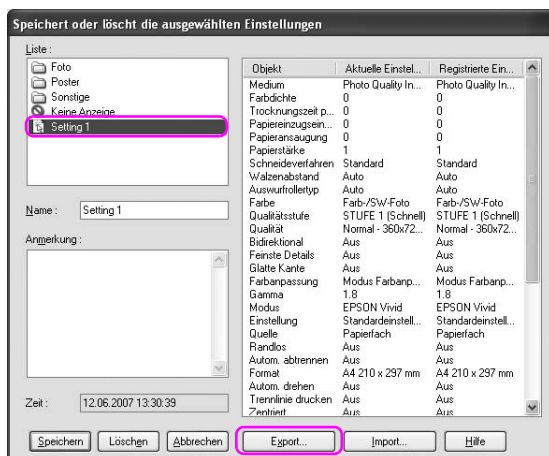 Speichert oder löscht die ausgewählten Einstellungen
Liste :
Foto
Poster
Sonstige
Keine Anzeige
Setting 1
Name : Setting 1
Anmerkung :
Zeit : 12.06.2007 13:30:39
Objekt Aktuelle Einstel... Registrierte Ein...
Medium Photo Quality In... Photo Quality In...
Farbdichte 0 0
Trocknungszeit p... 0 0
Papiereinzugsein... 0 0
Papieransaugung 0 0
Papierstärke 1 1
Schneideverfahren Standard Standard
Walzenabstand Auto Auto
Auswurfrollertyp Auto Auto
Farbe Farb-/SW-Foto Farb-/SW-Foto
Qualitätsstufe STUFE 1 (Schnell) STUFE 1 (Schnell)
Qualität Normal - 360x72... Normal - 360x72...
Bidirektional Aus Aus
Feinste Details Aus Aus
Glatte Kante Aus Aus
Farbanpassung Modus Farbanp... Modus Farbanp...
Gamma 1.8 1.8
Modus EPSON Vivid EPSON Vivid
Einstellung Standardeinstell... Standardeinstell...
Quelle Papierfach Papierfach
Randlos Aus Aus
Autom. abtrennen Aus Aus
Format A4 210 x 297 mm A4 210 x 297 mm
Autom. drehen Aus Aus
Trennlinie drucken Aus Aus
Zentriert Aus Aus
Speichern Löschen Abbrechen Export... Import... Hilfe